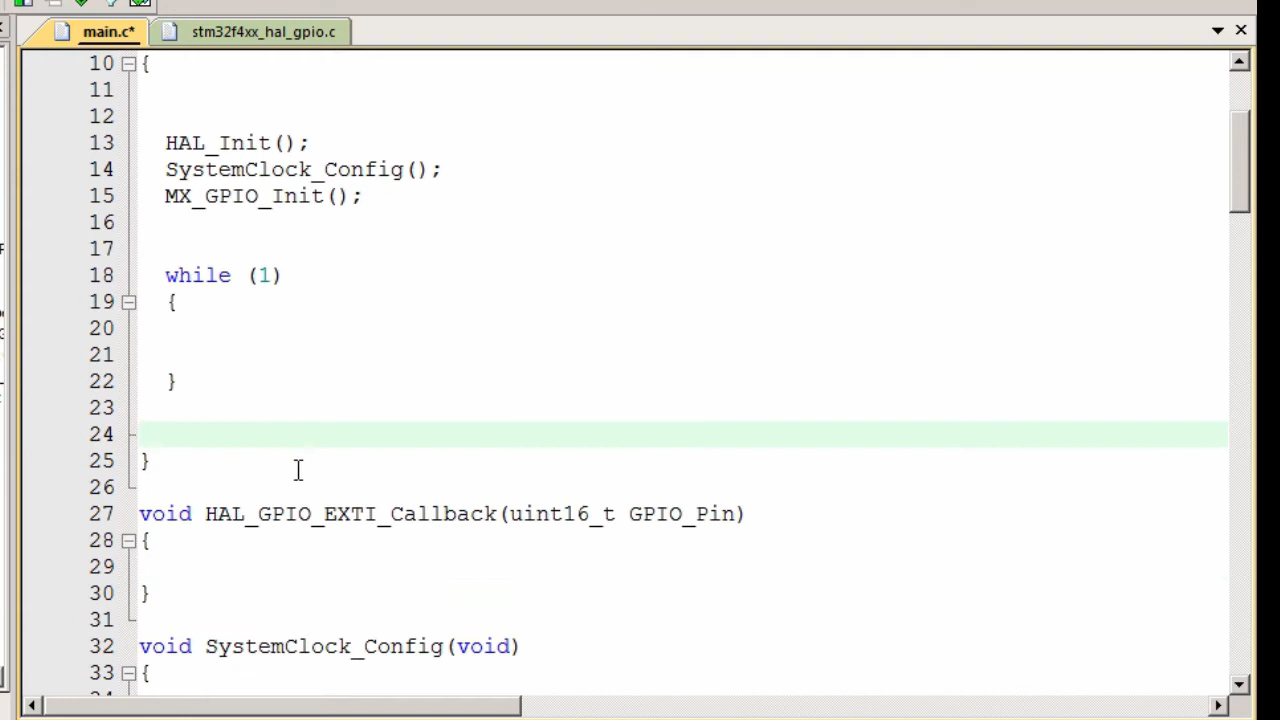 main.c* stm32f4xx_hal_gpio.c
10 {
11
12
13 HAL_Init();
14 SystemClock_Config();
15 MX_GPIO_Init();
16
17
18 while (1)
19 {
20
21
22 }
23
24
25 }
26
27 void HAL_GPIO_EXTI_Callback(uint16_t GPIO_Pin)
28 {
29
30 }
31
32 void SystemClock_Config(void)
33 {